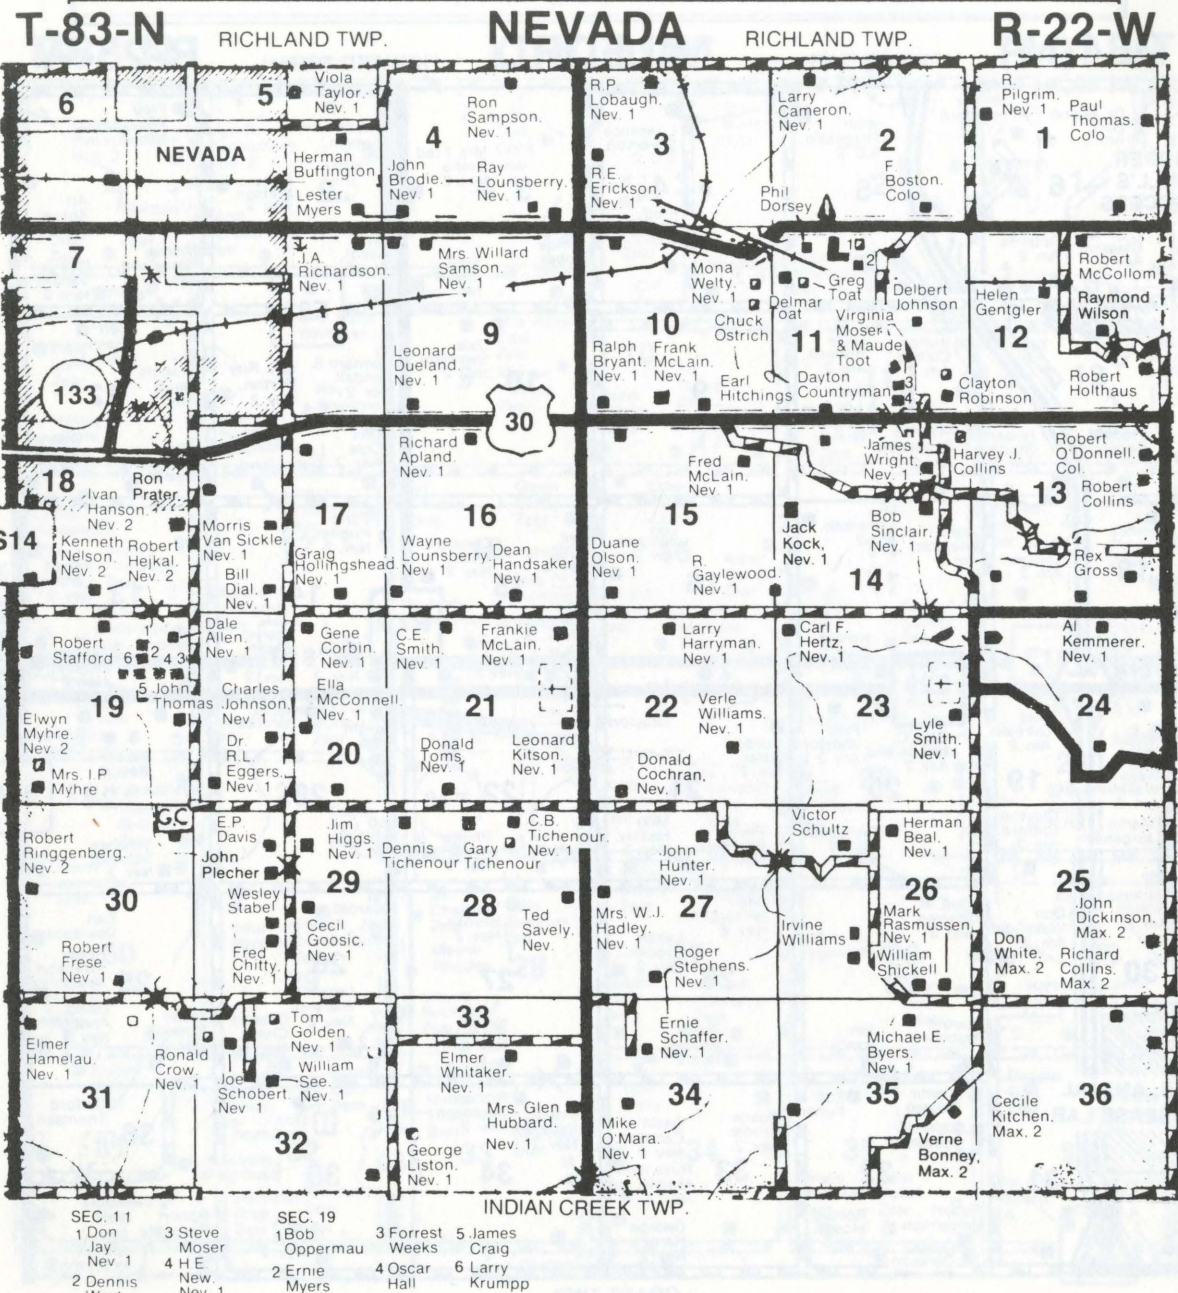 T-83-N
NEVADA
R-22-W
RICHLAND TWP.
RICHLAND TWP.
6
5
Viola
Taylor.
Nev. 1
4
Ron
Sampson.
Nev. 1
R.P.
Lobaugh.
Nev. 1
3
Larry
Cameron.
Nev. 1
2
R.
Pilgrim.
Nev. 1
1
Paul
Thomas.
Colo
NEVADA
Herman
Buffington.
Lester
Myers
John
Brodie.
Nev. 1
Ray
Lounsberry.
Nev. 1
R.E.
Erickson.
Nev. 1
Phil
Dorsey
F.
Boston.
Colo
7
J.A.
Richardson.
Nev. 1
8
Mrs. Willard
Samson.
Nev. 1
9
Leonard
Dueland.
Nev. 1
Mona
Welty.
Nev. 1
Chuck
Ostrich
10
Ralph
Bryant.
Nev. 1
Frank
McLain.
Nev. 1
Earl
Hitchings
1
2
Greg
Toat
Delmar
Toat
11
Virginia
Moser
& Maude
Toot
Delbert
Johnson
Dayton
Countryman
3
4
Helen
Gentgler
12
Robert
McCollom
Raymond
Wilson
Clayton
Robinson
Robert
Holthaus
133
30
18
Ivan
Hanson.
Nev. 2
Ron
Prater.
S14
Kenneth
Nelson.
Nev. 2
Robert
Hejkal.
Nev. 2
Morris
Van Sickle.
Nev. 1
Bill
Dial.
Nev. 1
17
Graig
Hollingshead.
Nev. 1
Richard
Apland.
Nev. 1
16
Wayne
Lounsberry.
Nev. 1
Dean
Handsaker
Nev. 1
Fred
McLain.
Nev. 1
15
Duane
Olson.
Nev. 1
R.
Gaylewood.
Nev. 1
Jack
Kock,
Nev. 1
James
Wright.
Nev. 1
Bob
Sinclair.
Nev. 1
14
Harvey J.
Collins
13
Robert
O'Donnell.
Col.
Robert
Collins
Rex
Gross
Robert
Stafford
1
2
6
4 3
5
John
Thomas
19
Elwyn
Myhre.
Nev. 2
Mrs. I.P
Myhre
Dale
Allen.
Nev. 1
Charles
Johnson.
Nev. 1
Dr.
R.L.
Eggers.
Nev.
Gene
Corbin.
Nev. 1
Ella
McConnell.
Nev. 1
20
C.E.
Smith.
Nev. 1
Frankie
McLain.
Nev. 1
21
Donald
Toms.
Nev. 1
Leonard
Kitson.
Nev. 1
Larry
Harryman.
Nev. 1
22
Verle
Williams.
Nev. 1
Donald
Cochran.
Nev. 1
Carl F.
Hertz,
Nev. 1
23
Lyle
Smith.
Nev. 1
Al
Kemmerer.
Nev. 1
24
G.C
Robert
Ringgenberg.
Nev. 2
30
Robert
Frese.
Nev. 1
E.P.
Davis
John
Plecher
Wesley
Stabel
Fred
Chitty.
Nev. 1
Jim
Higgs.
Nev. 1
29
Cecil
Goosic.
Nev. 1
Dennis
Tichenour
Gary
Tichenour
C.B.
Tichenour.
Nev. 1
28
Ted
Savely.
Nev.
John
Hunter.
Nev. 1
27
Mrs. W.J.
Hadley.
Nev. 1
Roger
Stephens.
Nev. 1
Victor
Schultz
Irvine
Williams
Herman
Beal.
Nev. 1
26
Mark
Rasmussen.
Nev. 1
William
Shickell
25
John
Dickinson.
Max. 2
Don
White.
Max. 2
Richard
Collins.
Max. 2
Elmer
Hamelau.
Nev. 1
31
Ronald
Crow.
Nev. 1
Joe
Schobert.
Nev 1
Tom
Golden.
Nev. 1
William
See.
Nev. 1
32
33
Elmer
Whitaker.
Nev. 1
Mrs. Glen
Hubbard.
Nev. 1
George
Liston.
Nev. 1
Ernie
Schaffer.
Nev. 1
34
Mike
O'Mara.
Nev. 1
Michael E.
Byers.
Nev. 1
35
Verne
Bonney,
Max. 2
Cecile
Kitchen.
Max. 2
36
INDIAN CREEK TWP.
SEC. 11
1 Don
Jay.
Nev.
2 Dennis
3 Steve
Moser
4 H.E.
New.
Nev. 1
SEC. 19
1 Bob
Oppermau
2 Ernie
Myers
3 Forrest
Weeks
4 Oscar
Hall
5 James
Craig
6 Larry
Krumpp